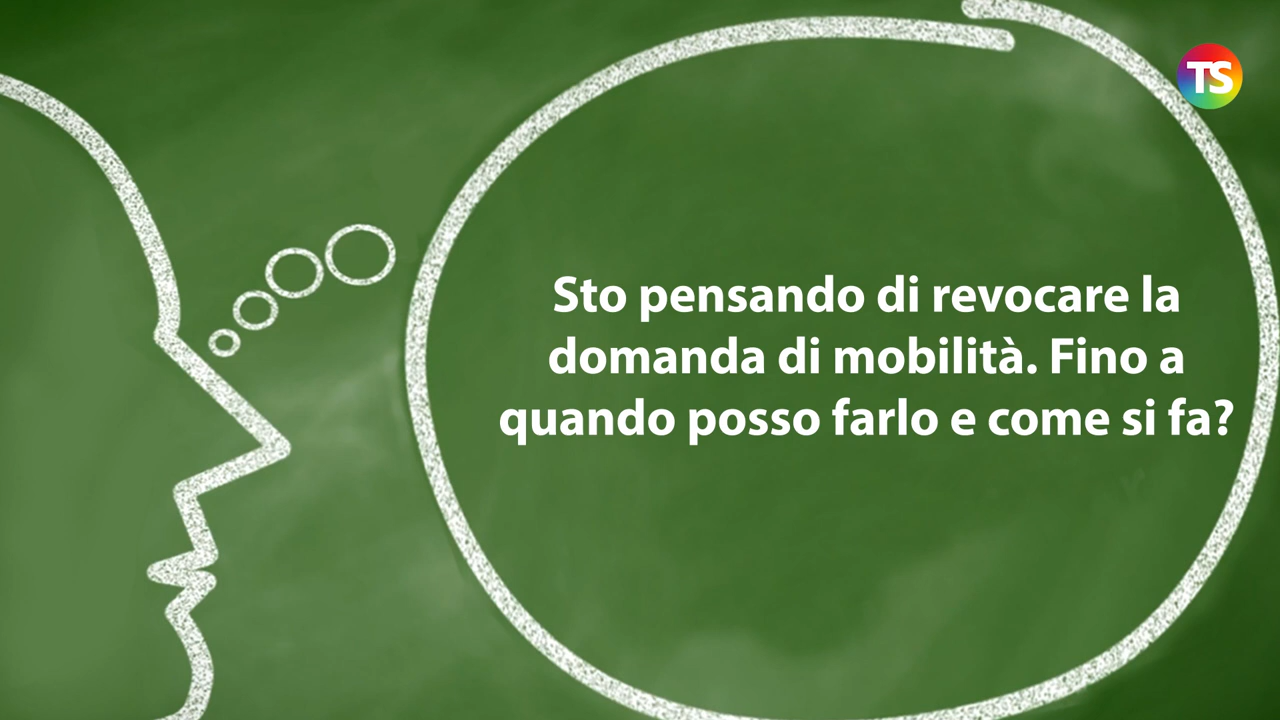 TS
Sto pensando di revocare la
domanda di mobilità. Fino a
quando posso farlo e come si fa?